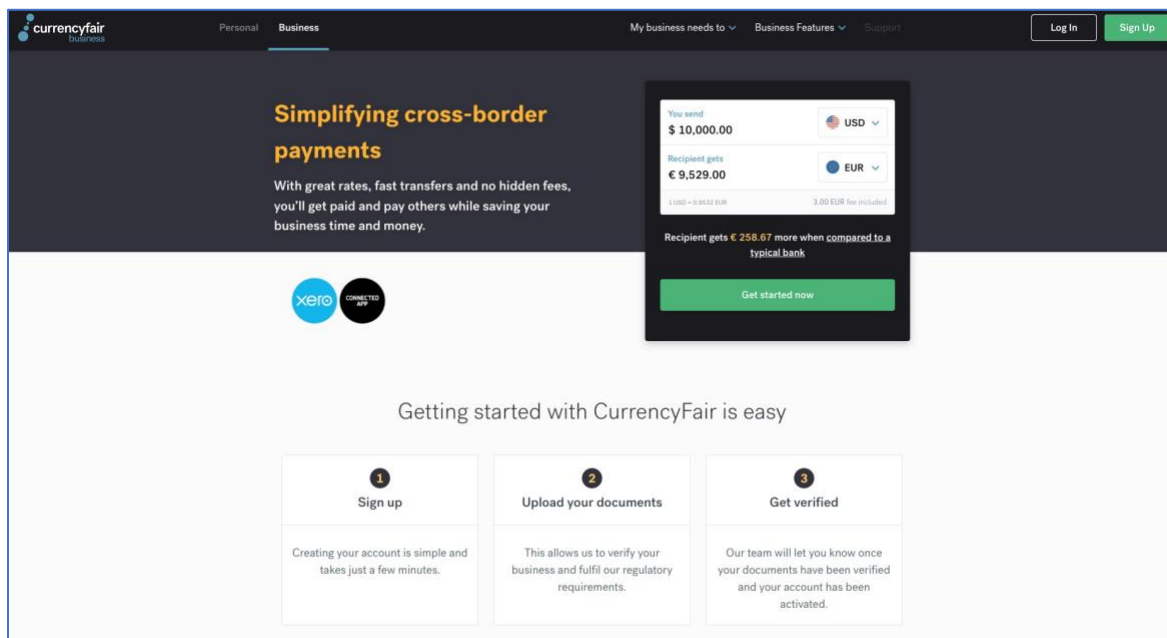 currencyfair
business
Personal
Business
My business needs to
Business Features
Support
Log In
Sign Up
Simplifying cross-border
payments
With great rates, fast transfers and no hidden fees,
you'll get paid and pay others while saving your
business time and money.
You send
$ 10,000.00
USD
Recipient gets
€ 9,529.00
EUR
1 USD = 0.9532 EUR
3.00 EUR fee included
Recipient gets € 258.67 more when compared to a
typical bank
Get started now
xero
CONNECTED
APP
Getting started with CurrencyFair is easy
1
Sign up
Creating your account is simple and
takes just a few minutes.
2
Upload your documents
This allows us to verify your
business and fulfil our regulatory
requirements.
3
Get verified
Our team will let you know once
your documents have been verified
and your account has been
activated.